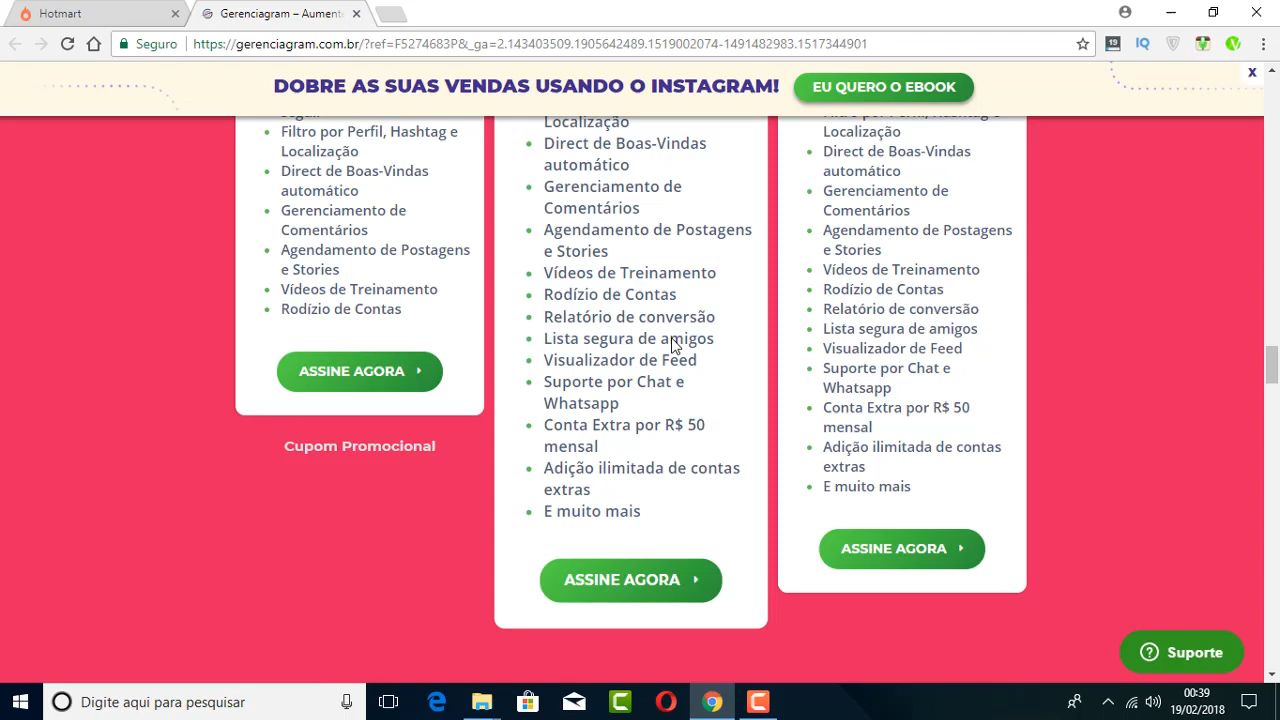 Hotmart
Gerenciagram – Aument
Seguro
https://gerenciagram.com.br/?ref=F5274683P&_ga=2.143403509.1905642489.1519002074-1491482983.1517344901
19
IQ
DOBRE AS SUAS VENDAS USANDO O INSTAGRAM!
EU QUERO O EBOOK
X
Filtro por Perfil, Hashtag e
Localização
Direct de Boas-Vindas
automático
Gerenciamento de
Comentários
Agendamento de Postagens
e Stories
Vídeos de Treinamento
Rodízio de Contas
ASSINE AGORA
Cupom Promocional
Localização
Direct de Boas-Vindas
automático
Gerenciamento de
Comentários
Agendamento de Postagens
e Stories
Vídeos de Treinamento
Rodízio de Contas
Relatório de conversão
Lista segura de amigos
Visualizador de Feed
Suporte por Chat e
Whatsapp
Conta Extra por R$ 50
mensal
Adição ilimitada de contas
extras
E muito mais
ASSINE AGORA
Filtro por Perfil, Hashtag e
Localização
Direct de Boas-Vindas
automático
Gerenciamento de
Comentários
Agendamento de Postagens
e Stories
Vídeos de Treinamento
Rodízio de Contas
Relatório de conversão
Lista segura de amigos
Visualizador de Feed
Suporte por Chat e
Whatsapp
Conta Extra por R$ 50
mensal
Adição ilimitada de contas
extras
E muito mais
ASSINE AGORA
Suporte
Digite aqui para pesquisar
00:39
19/02/2018